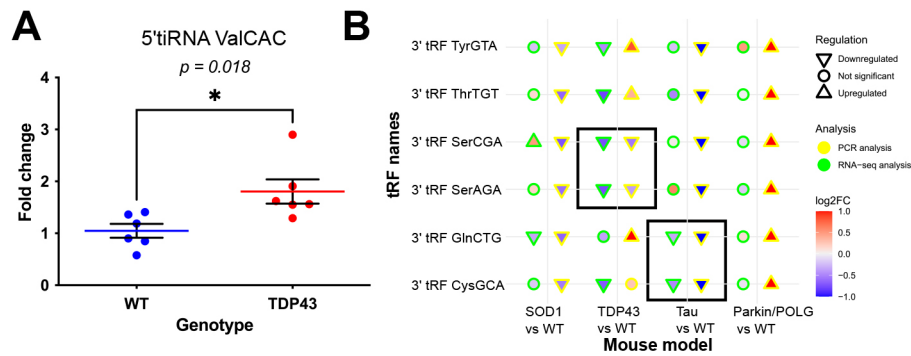 A
5'tiRNA ValCAC
p = 0.018
*
Fold change
4
3
2
1
0
WT
TDP43
Genotype
B
tRF names
3' tRF TyrGTA
3' tRF ThrTGT
3' tRF SerCGA
3' tRF SerAGA
3' tRF GlnCTG
3' tRF CysGCA
SOD1
vs WT
TDP43
vs WT
Tau
vs WT
Parkin/POLG
vs WT
Mouse model
Regulation
Downregulated
Not significant
Upregulated
Analysis
PCR analysis
RNA-seq analysis
log2FC
1.0
0.5
0.0
−0.5
−1.0